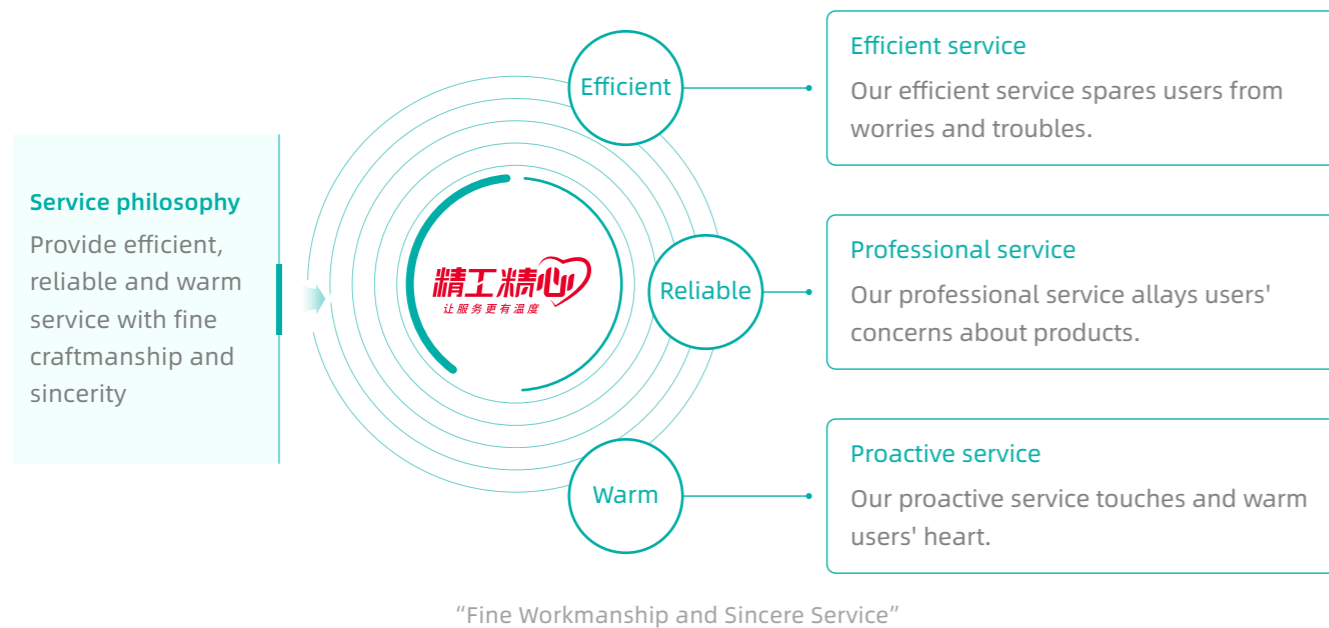 Service philosophy
Provide efficient,
reliable and warm
service with fine
craftmanship and
sincerity
精工精心
让服务更有温度
Efficient
Reliable
Warm
Efficient service
Our efficient service spares users from
worries and troubles.
Professional service
Our professional service allays users'
concerns about products.
Proactive service
Our proactive service touches and warm
users' heart.
“Fine Workmanship and Sincere Service”